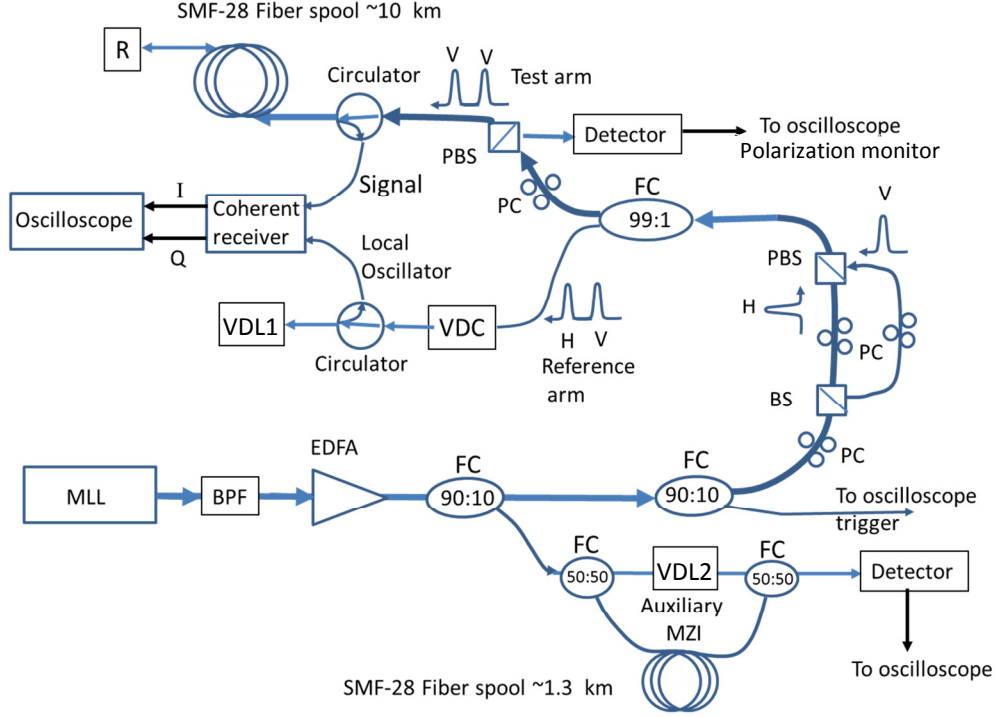 SMF-28 Fiber spool ~10 km
R
Circulator
V V
Test arm
PBS
Detector
To oscilloscope
Polarization monitor
PC
FC
99:1
Signal
I
Oscilloscope
Coherent
receiver
Q
Local
Oscillator
V
PBS
H
PC
VDL1
Circulator
VDC
H V
Reference
arm
BS
PC
EDFA
MLL
BPF
FC
90:10
FC
90:10
To oscilloscope
trigger
FC
50:50
VDL2
FC
50:50
Detector
Auxiliary
MZI
To oscilloscope
SMF-28 Fiber spool ~1.3 km